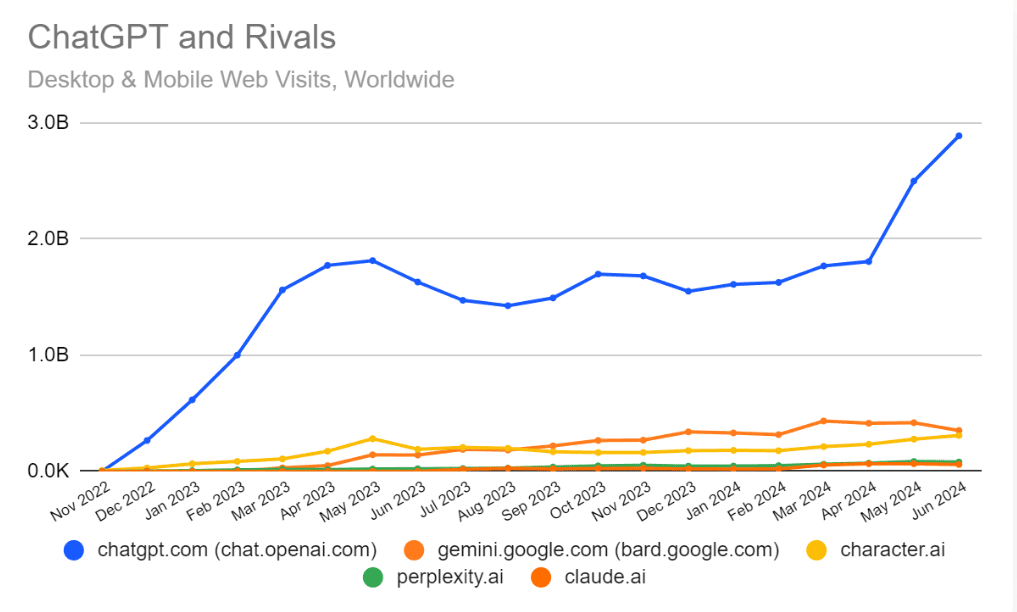 ChatGPT and Rivals
Desktop & Mobile Web Visits, Worldwide
3.0B
2.0B
1.0B
0.0K
Nov 2022 Dec 2022 Jan 2023 Feb 2023 Mar 2023 Apr 2023 May 2023 Jun 2023 Jul 2023 Aug 2023 Sep 2023 Oct 2023 Nov 2023 Dec 2023 Jan 2024 Feb 2024 Mar 2024 Apr 2024 May 2024 Jun 2024
chatgpt.com (chat.openai.com) gemini.google.com (bard.google.com) character.ai
perplexity.ai claude.ai